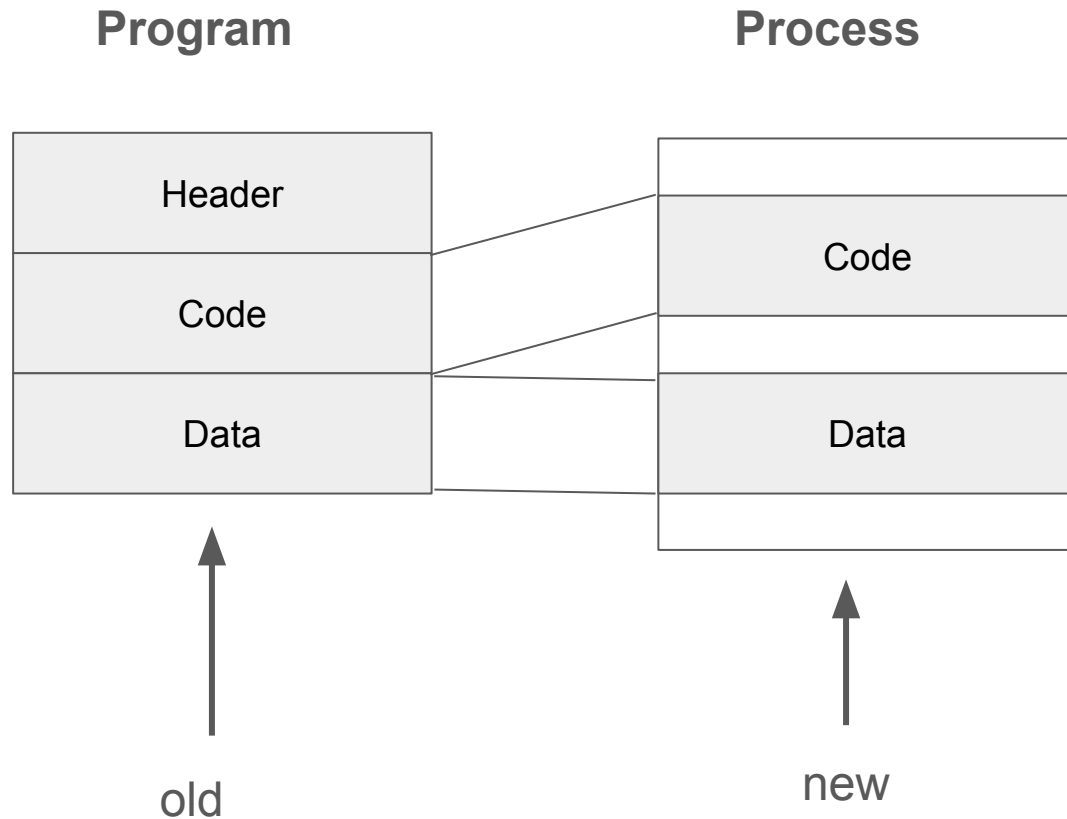 Program
Process
Header
Code
Data
Code
Data
old
new